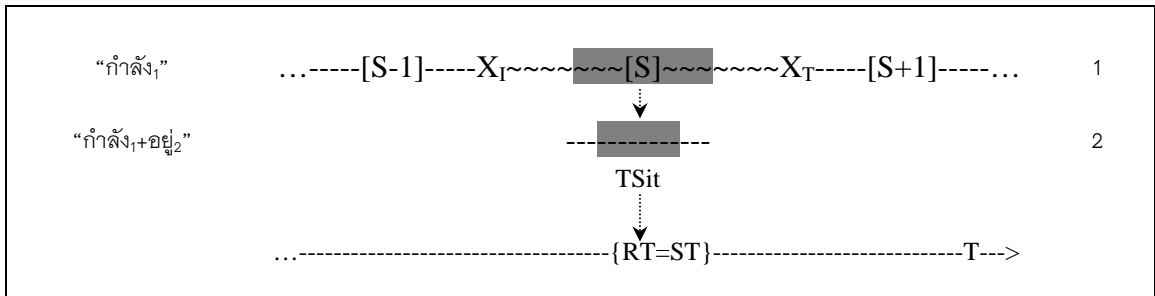 “กำลัง₁” …-----[S-1]-----X_I~~~~~~~[S]~~~~~~~X_T-----[S+1]-----… 1
“กำลัง₁+อยู่₂” -------------- 2
TSit
…------------------------------------{RT=ST}-----------------------------T--->